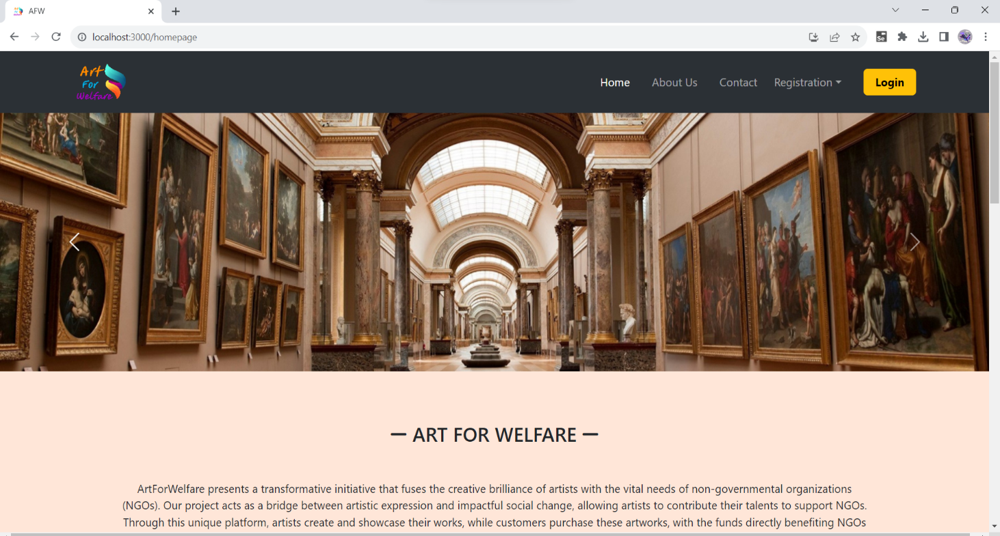 AFW
localhost:3000/homepage
Se
Art
For
Welfare
Home About Us Contact Registration Login
— ART FOR WELFARE —
ArtForWelfare presents a transformative initiative that fuses the creative brilliance of artists with the vital needs of non-governmental organizations
(NGOs). Our project acts as a bridge between artistic expression and impactful social change, allowing artists to contribute their talents to support NGOs.
Through this unique platform, artists create and showcase their works, while customers purchase these artworks, with the funds directly benefiting NGOs